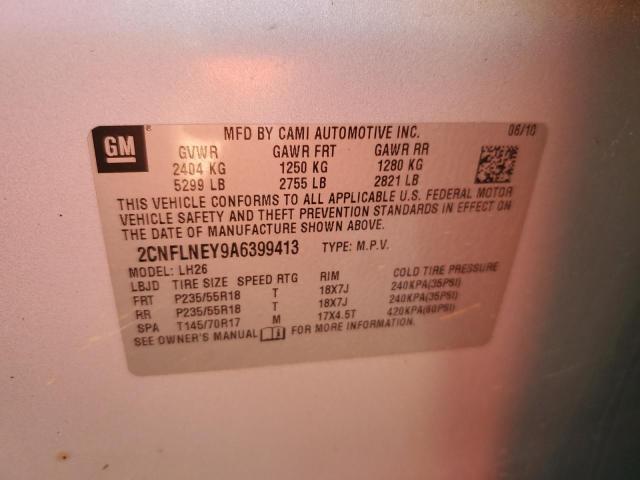 GM ® MFD BY CAMI AUTOMOTIVE INC. 06/10
GVWR GAWR FRT GAWR RR
2404 KG 1250 KG 1280 KG
5299 LB 2755 LB 2821 LB
THIS VEHICLE CONFORMS TO ALL APPLICABLE U.S. FEDERAL MOTOR
VEHICLE SAFETY AND THEFT PREVENTION STANDARDS IN EFFECT ON
THE DATE OF MANUFACTURE SHOWN ABOVE.
2CNFLNEY9A6399413 TYPE: M.P.V.
MODEL: LH26
LBJD TIRE SIZE SPEED RTG RIM COLD TIRE PRESSURE
FRT P235/55R18 T 18X7J 240KPA(35PSI)
RR P235/55R18 T 18X7J 240KPA(35PSI)
SPA T145/70R17 M 17X4.5T 420KPA(60PSI)
SEE OWNER'S MANUAL FOR MORE INFORMATION.